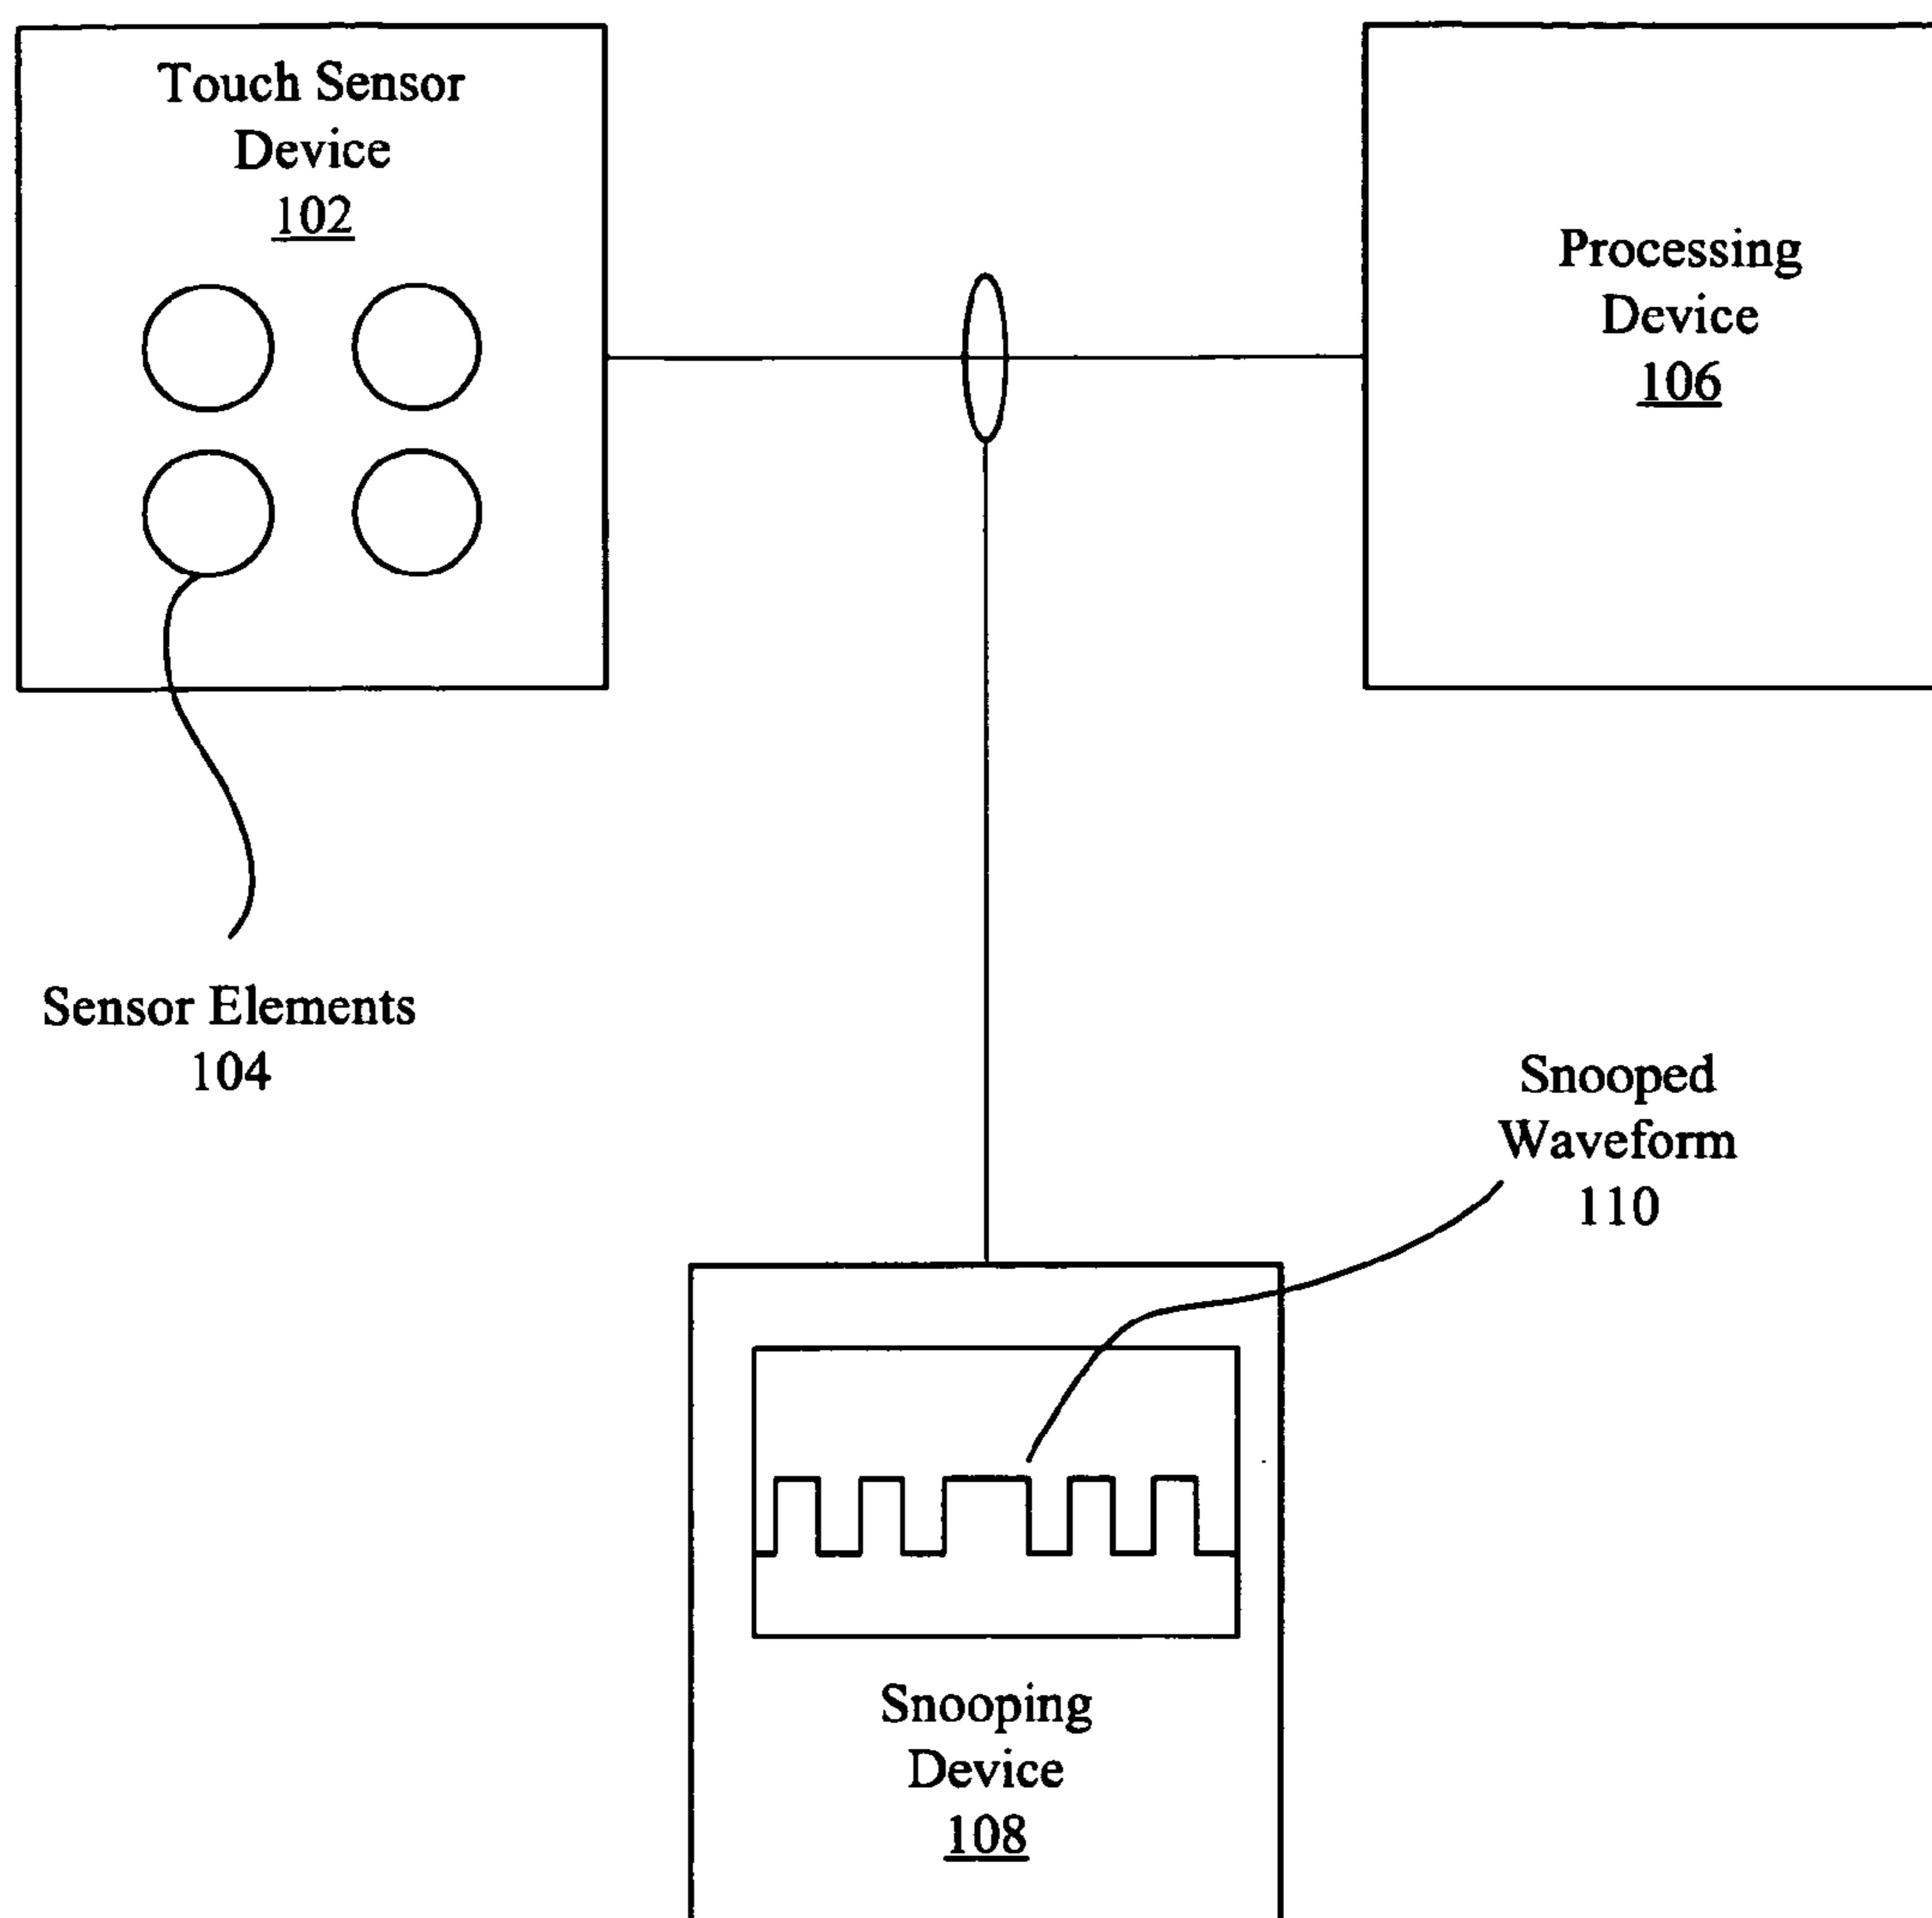 Touch Sensor
Device
102
Processing
Device
106
Sensor Elements
104
Snooped
Waveform
110
Snooping
Device
108